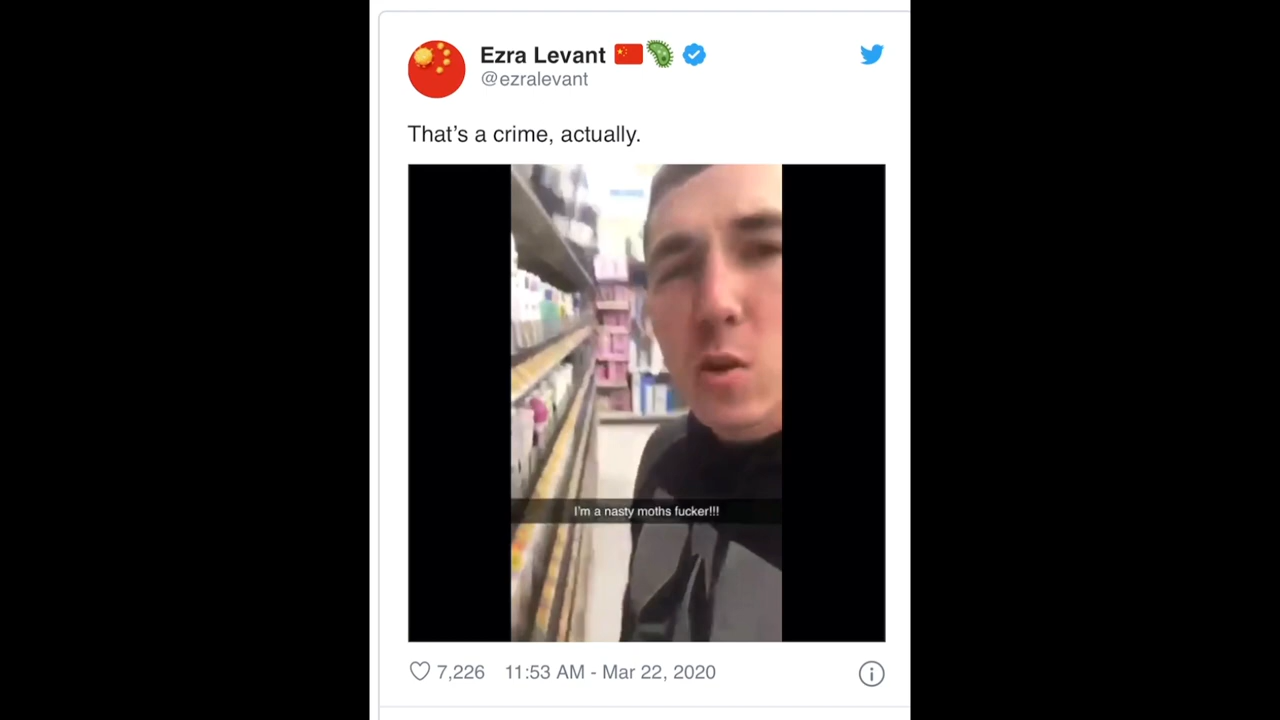 Ezra Levant 🇨🇳🦠
@ezralevant
That's a crime, actually.
I'm a nasty moths fucker!!!
7,226 11:53 AM - Mar 22, 2020